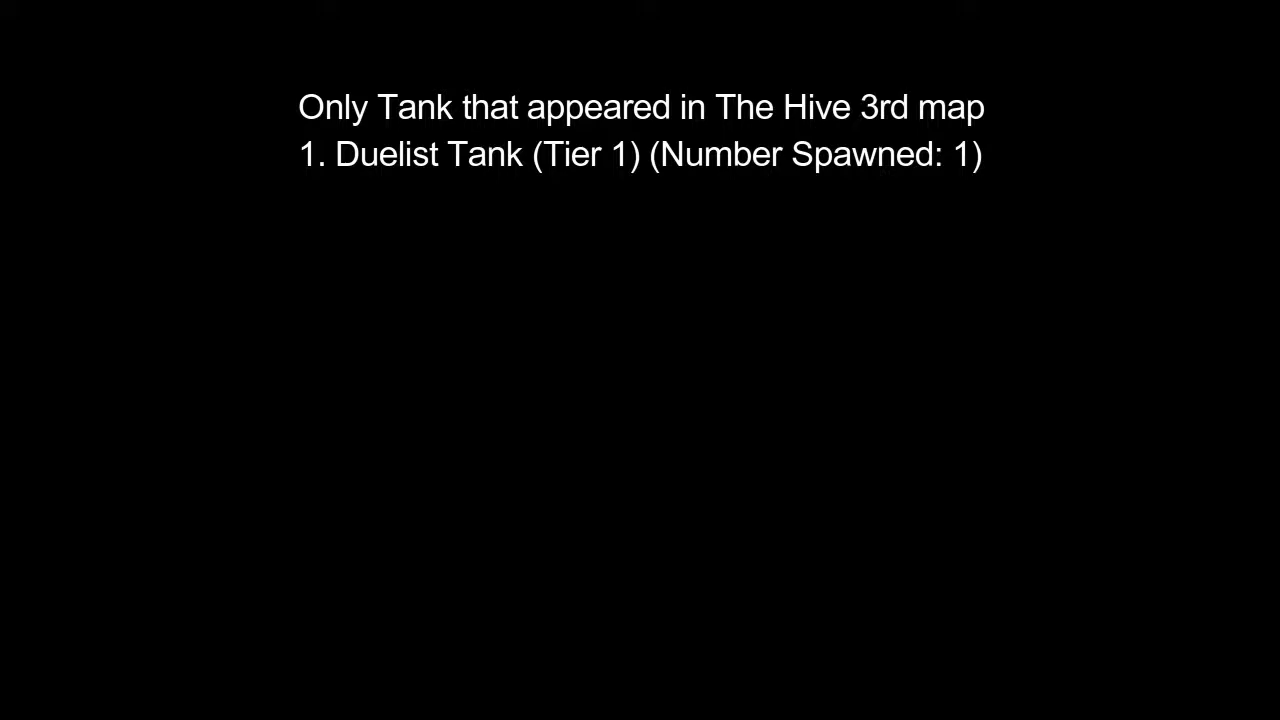 Only Tank that appeared in The Hive 3rd map
1. Duelist Tank (Tier 1) (Number Spawned: 1)